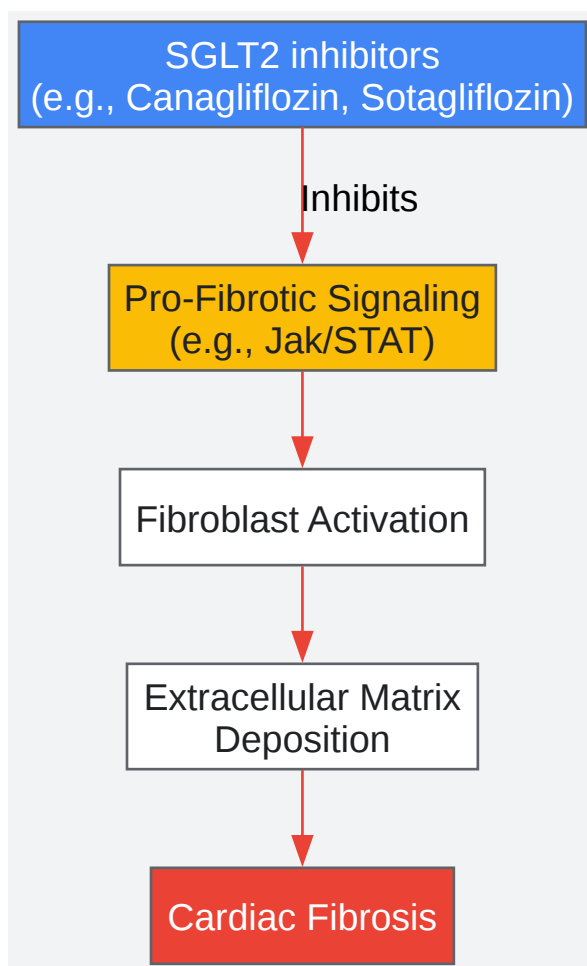 SGLT2 inhibitors
(e.g., Canagliflozin, Sotagliflozin)
Inhibits
Pro-Fibrotic Signaling
(e.g., Jak/STAT)
Fibroblast Activation
Extracellular Matrix
Deposition
Cardiac Fibrosis